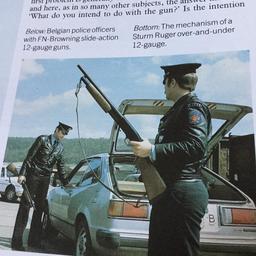 and here, as in so many other subjects, the answer
'What do you intend to do with the gun?' Is the intention
Below: Belgian police officers
with FN-Browning slide-action
12-gauge guns.
Bottom: The mechanism of a
Sturm Ruger over-and-under
12-gauge.
B